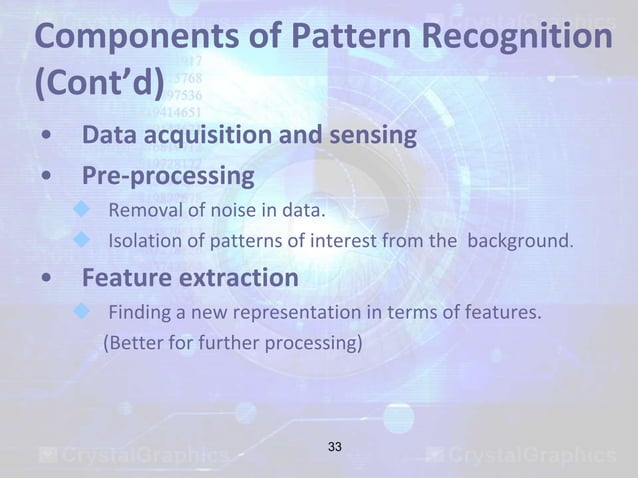 CrystalGraphics
Components of Pattern Recognition
(Cont’d)
• Data acquisition and sensing
• Pre-processing
◆ Removal of noise in data.
◆ Isolation of patterns of interest from the background.
• Feature extraction
◆ Finding a new representation in terms of features.
(Better for further processing)
33
CrystalGraphics
CrystalGraphics